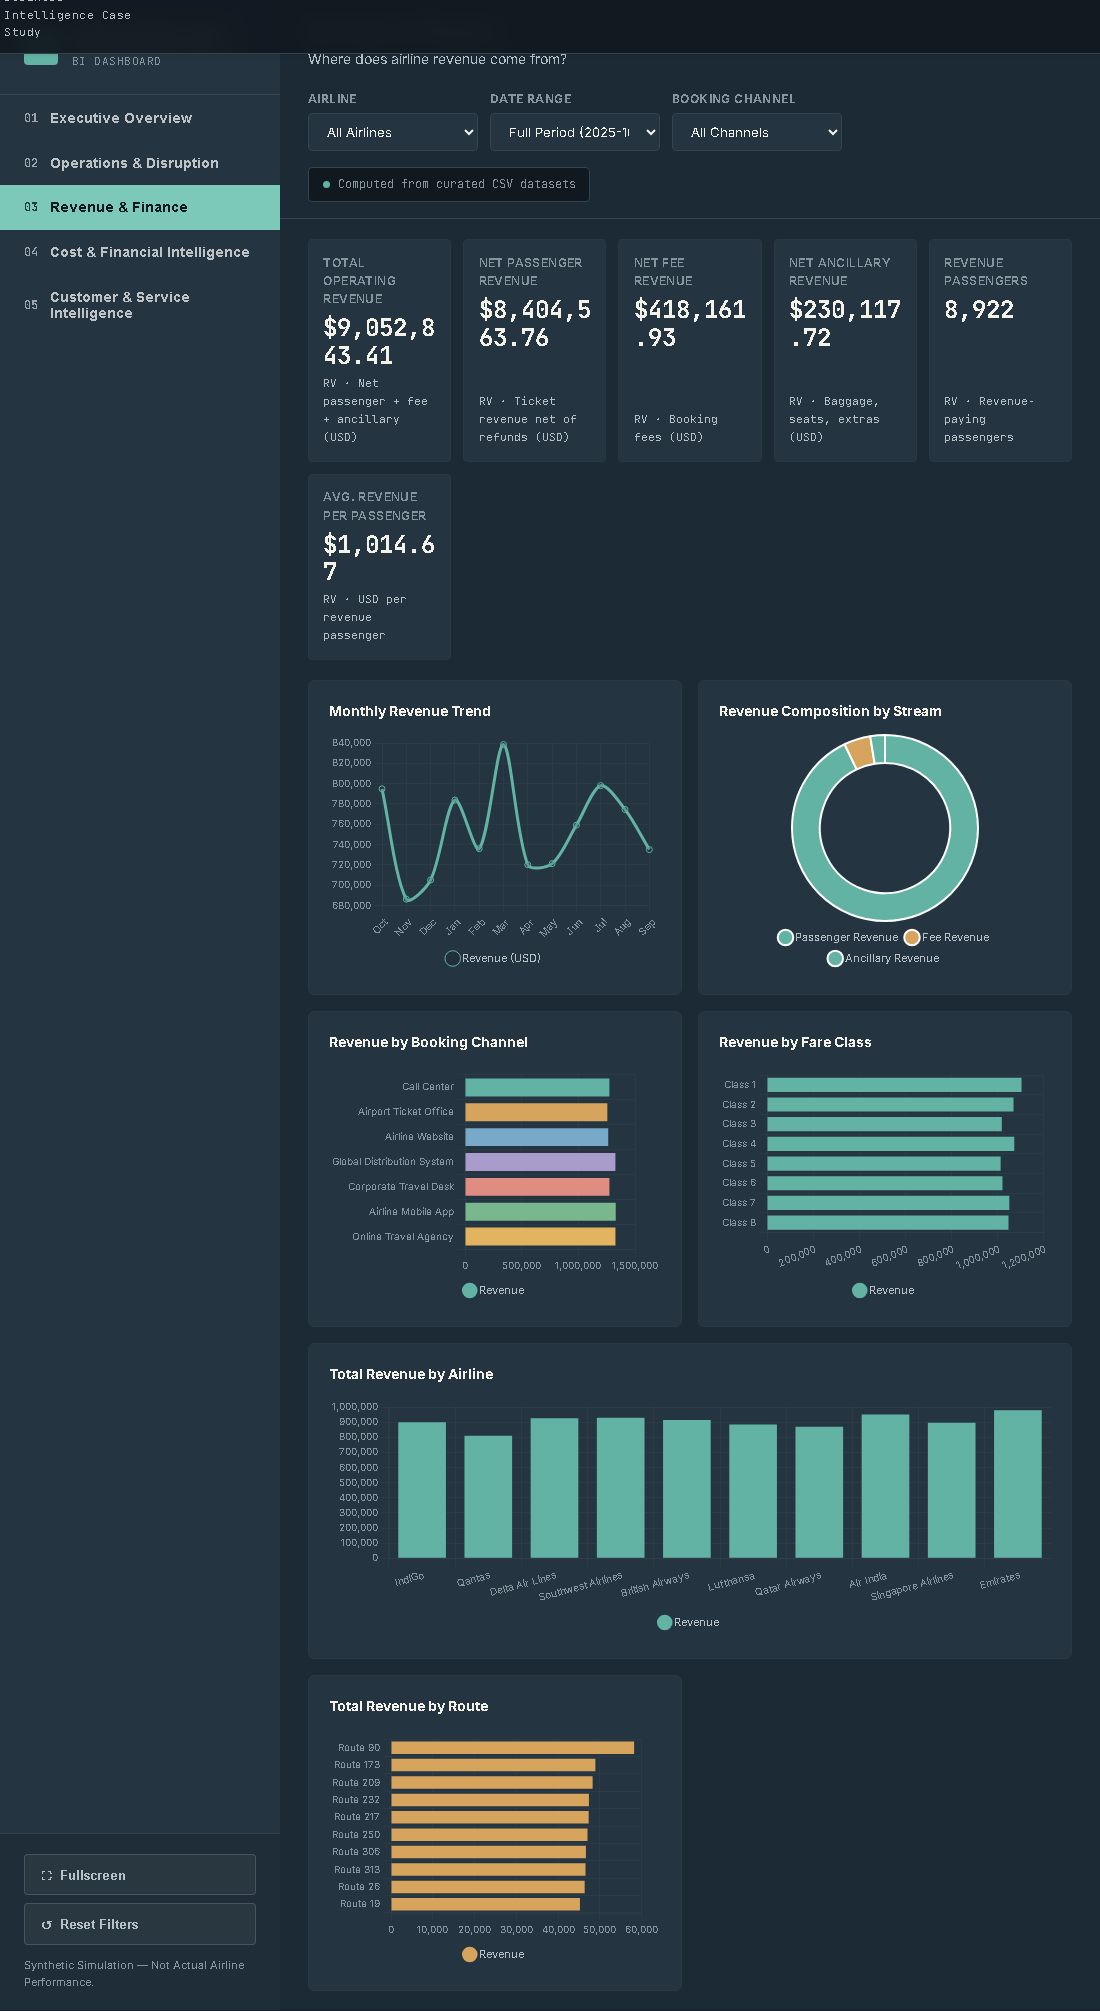 Intelligence Case
Study
BI DASHBOARD
01 Executive Overview
02 Operations & Disruption
03 Revenue & Finance
04 Cost & Financial Intelligence
05 Customer & Service
Intelligence
Where does airline revenue come from?
AIRLINE DATE RANGE BOOKING CHANNEL
All Airlines Full Period (2025-1 All Channels
Computed from curated CSV datasets
TOTAL
OPERATING
REVENUE
$9,052,8
43.41
RV · Net
passenger + fee
+ ancillary
(USD)
NET PASSENGER
REVENUE
$8,404,5
63.76
RV · Ticket
revenue net of
refunds (USD)
NET FEE
REVENUE
$418,161
.93
RV · Booking
fees (USD)
NET ANCILLARY
REVENUE
$230,117
.72
RV · Baggage,
seats, extras
(USD)
REVENUE
PASSENGERS
8,922
RV · Revenue-
paying
passengers
AVG. REVENUE
PER PASSENGER
$1,014.6
7
RV · USD per
revenue
passenger
Monthly Revenue Trend
840,000
820,000
800,000
780,000
760,000
740,000
720,000
700,000
680,000
Oct Nov Dec Jan Feb Mar Apr May Jun Jul Aug Sep
Revenue (USD)
Revenue Composition by Stream
Passenger Revenue Fee Revenue
Ancillary Revenue
Revenue by Booking Channel
Call Center
Airport Ticket Office
Airline Website
Global Distribution System
Corporate Travel Desk
Airline Mobile App
Online Travel Agency
0 500,000 1,000,000 1,500,000
Revenue
Revenue by Fare Class
Class 1
Class 2
Class 3
Class 4
Class 5
Class 6
Class 7
Class 8
0 200,000 400,000 600,000 800,000 1,000,000 1,200,000
Revenue
Total Revenue by Airline
1,000,000
900,000
800,000
700,000
600,000
500,000
400,000
300,000
200,000
100,000
0
IndiGo Qantas Delta Air Lines Southwest Airlines British Airways Lufthansa Qatar Airways Air India Singapore Airlines Emirates
Revenue
Total Revenue by Route
Route 90
Route 173
Route 209
Route 232
Route 217
Route 250
Route 306
Route 313
Route 26
Route 19
0 10,000 20,000 30,000 40,000 50,000 60,000
Revenue
Fullscreen
Reset Filters
Synthetic Simulation — Not Actual Airline
Performance.